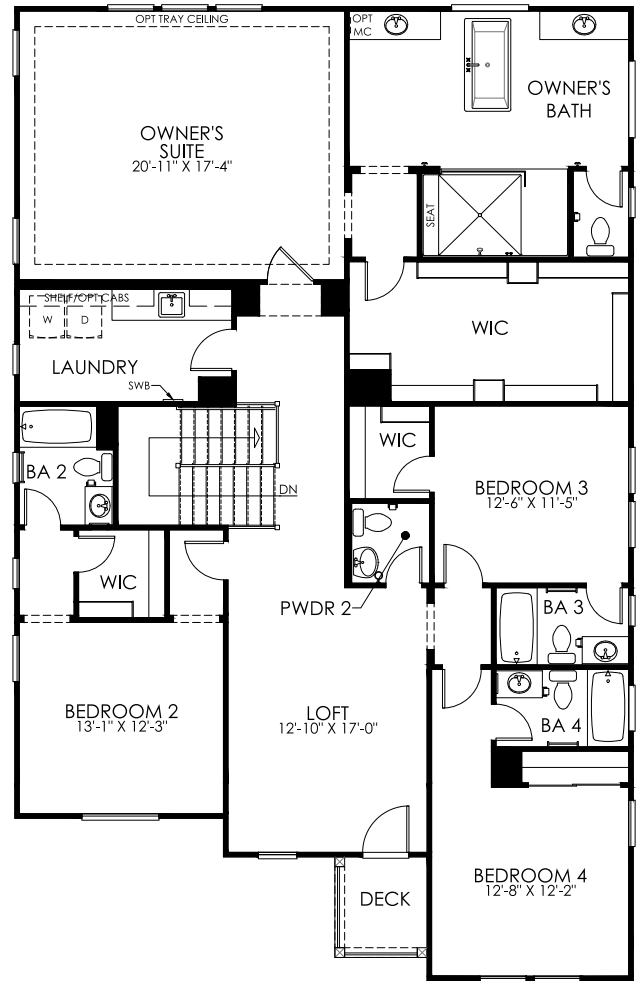 OPT TRAY CEILING
OPT
MC
OWNER'S
BATH
OWNER'S
SUITE
20'-11" X 17'-4"
SEAT
SHELF/OPT CABS
W
D
WIC
LAUNDRY
SWB
WIC
BA 2
DN
BEDROOM 3
12'-6" X 11'-5"
WIC
PWDR 2
BA 3
BEDROOM 2
13'-1" X 12'-3"
LOFT
12'-10" X 17'-0"
BA 4
BEDROOM 4
12'-8" X 12'-2"
DECK